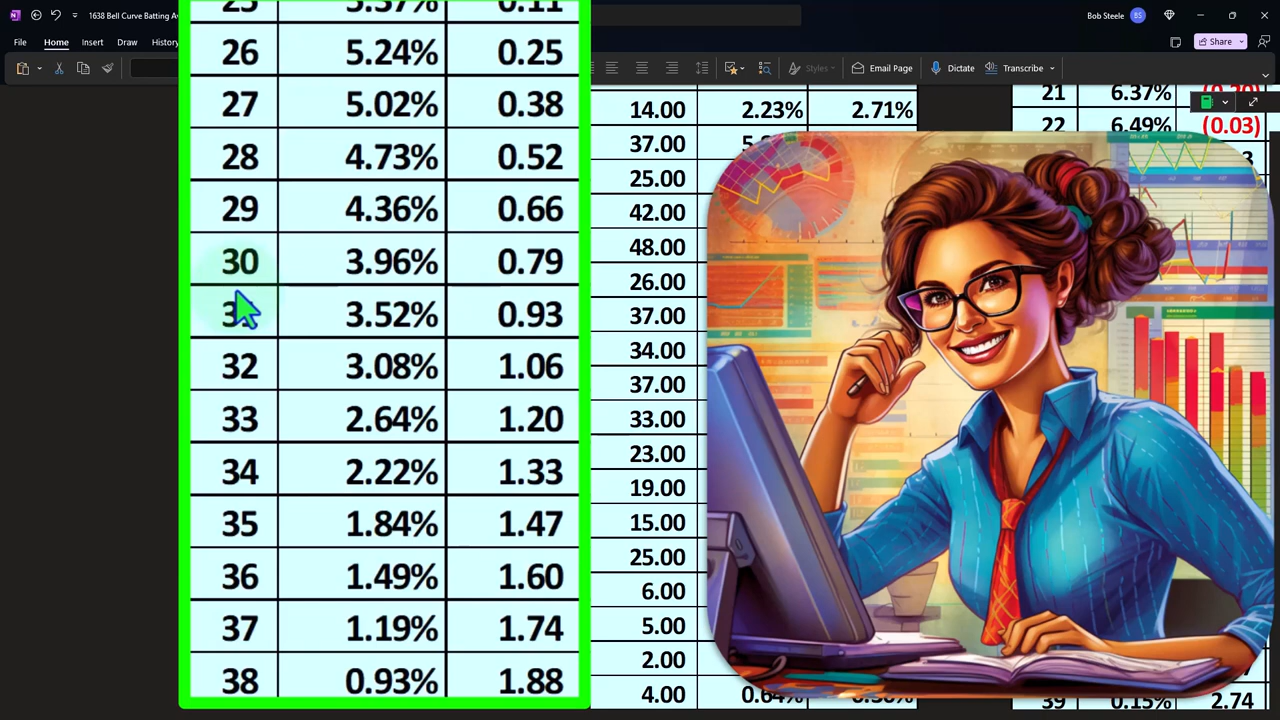 1638 Bell Curve Batting Av
Bob Steele BS
File Home Insert Draw History
Share
Styles
Email Page
Dictate
Transcribe
26 5.24% 0.25
27 5.02% 0.38
28 4.73% 0.52
29 4.36% 0.66
30 3.96% 0.79
3.52% 0.93
32 3.08% 1.06
33 2.64% 1.20
34 2.22% 1.33
35 1.84% 1.47
36 1.49% 1.60
37 1.19% 1.74
38 0.93% 1.88
14.00 2.23% 2.71%
37.00
25.00
42.00
48.00
26.00
37.00
34.00
37.00
33.00
23.00
19.00
15.00
25.00
6.00
5.00
2.00
4.00
21 6.37%
22 6.49% (0.03)
39 0.15% 2.74